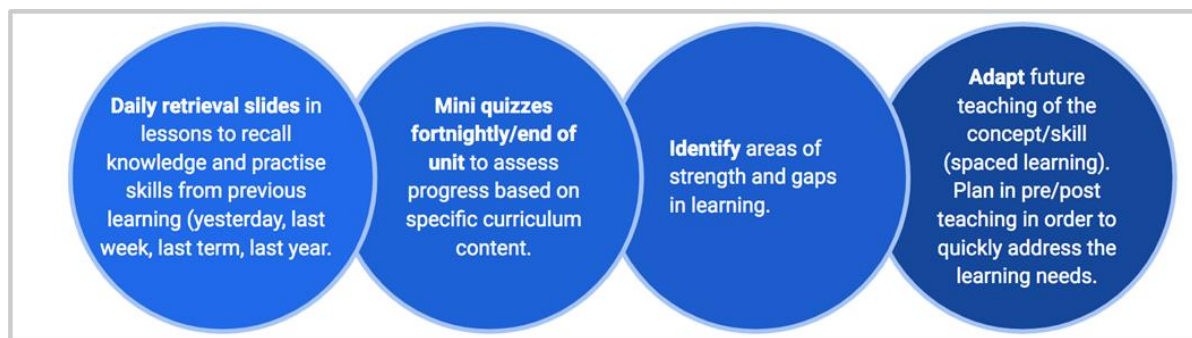 Daily retrieval slides in
lessons to recall
knowledge and practise
skills from previous
learning (yesterday, last
week, last term, last year.
Mini quizzes
fortnightly/end of
unit to assess
progress based on
specific curriculum
content.
Identify areas of
strength and gaps
in learning.
Adapt future
teaching of the
concept/skill
(spaced learning).
Plan in pre/post
teaching in order to
quickly address the
learning needs.